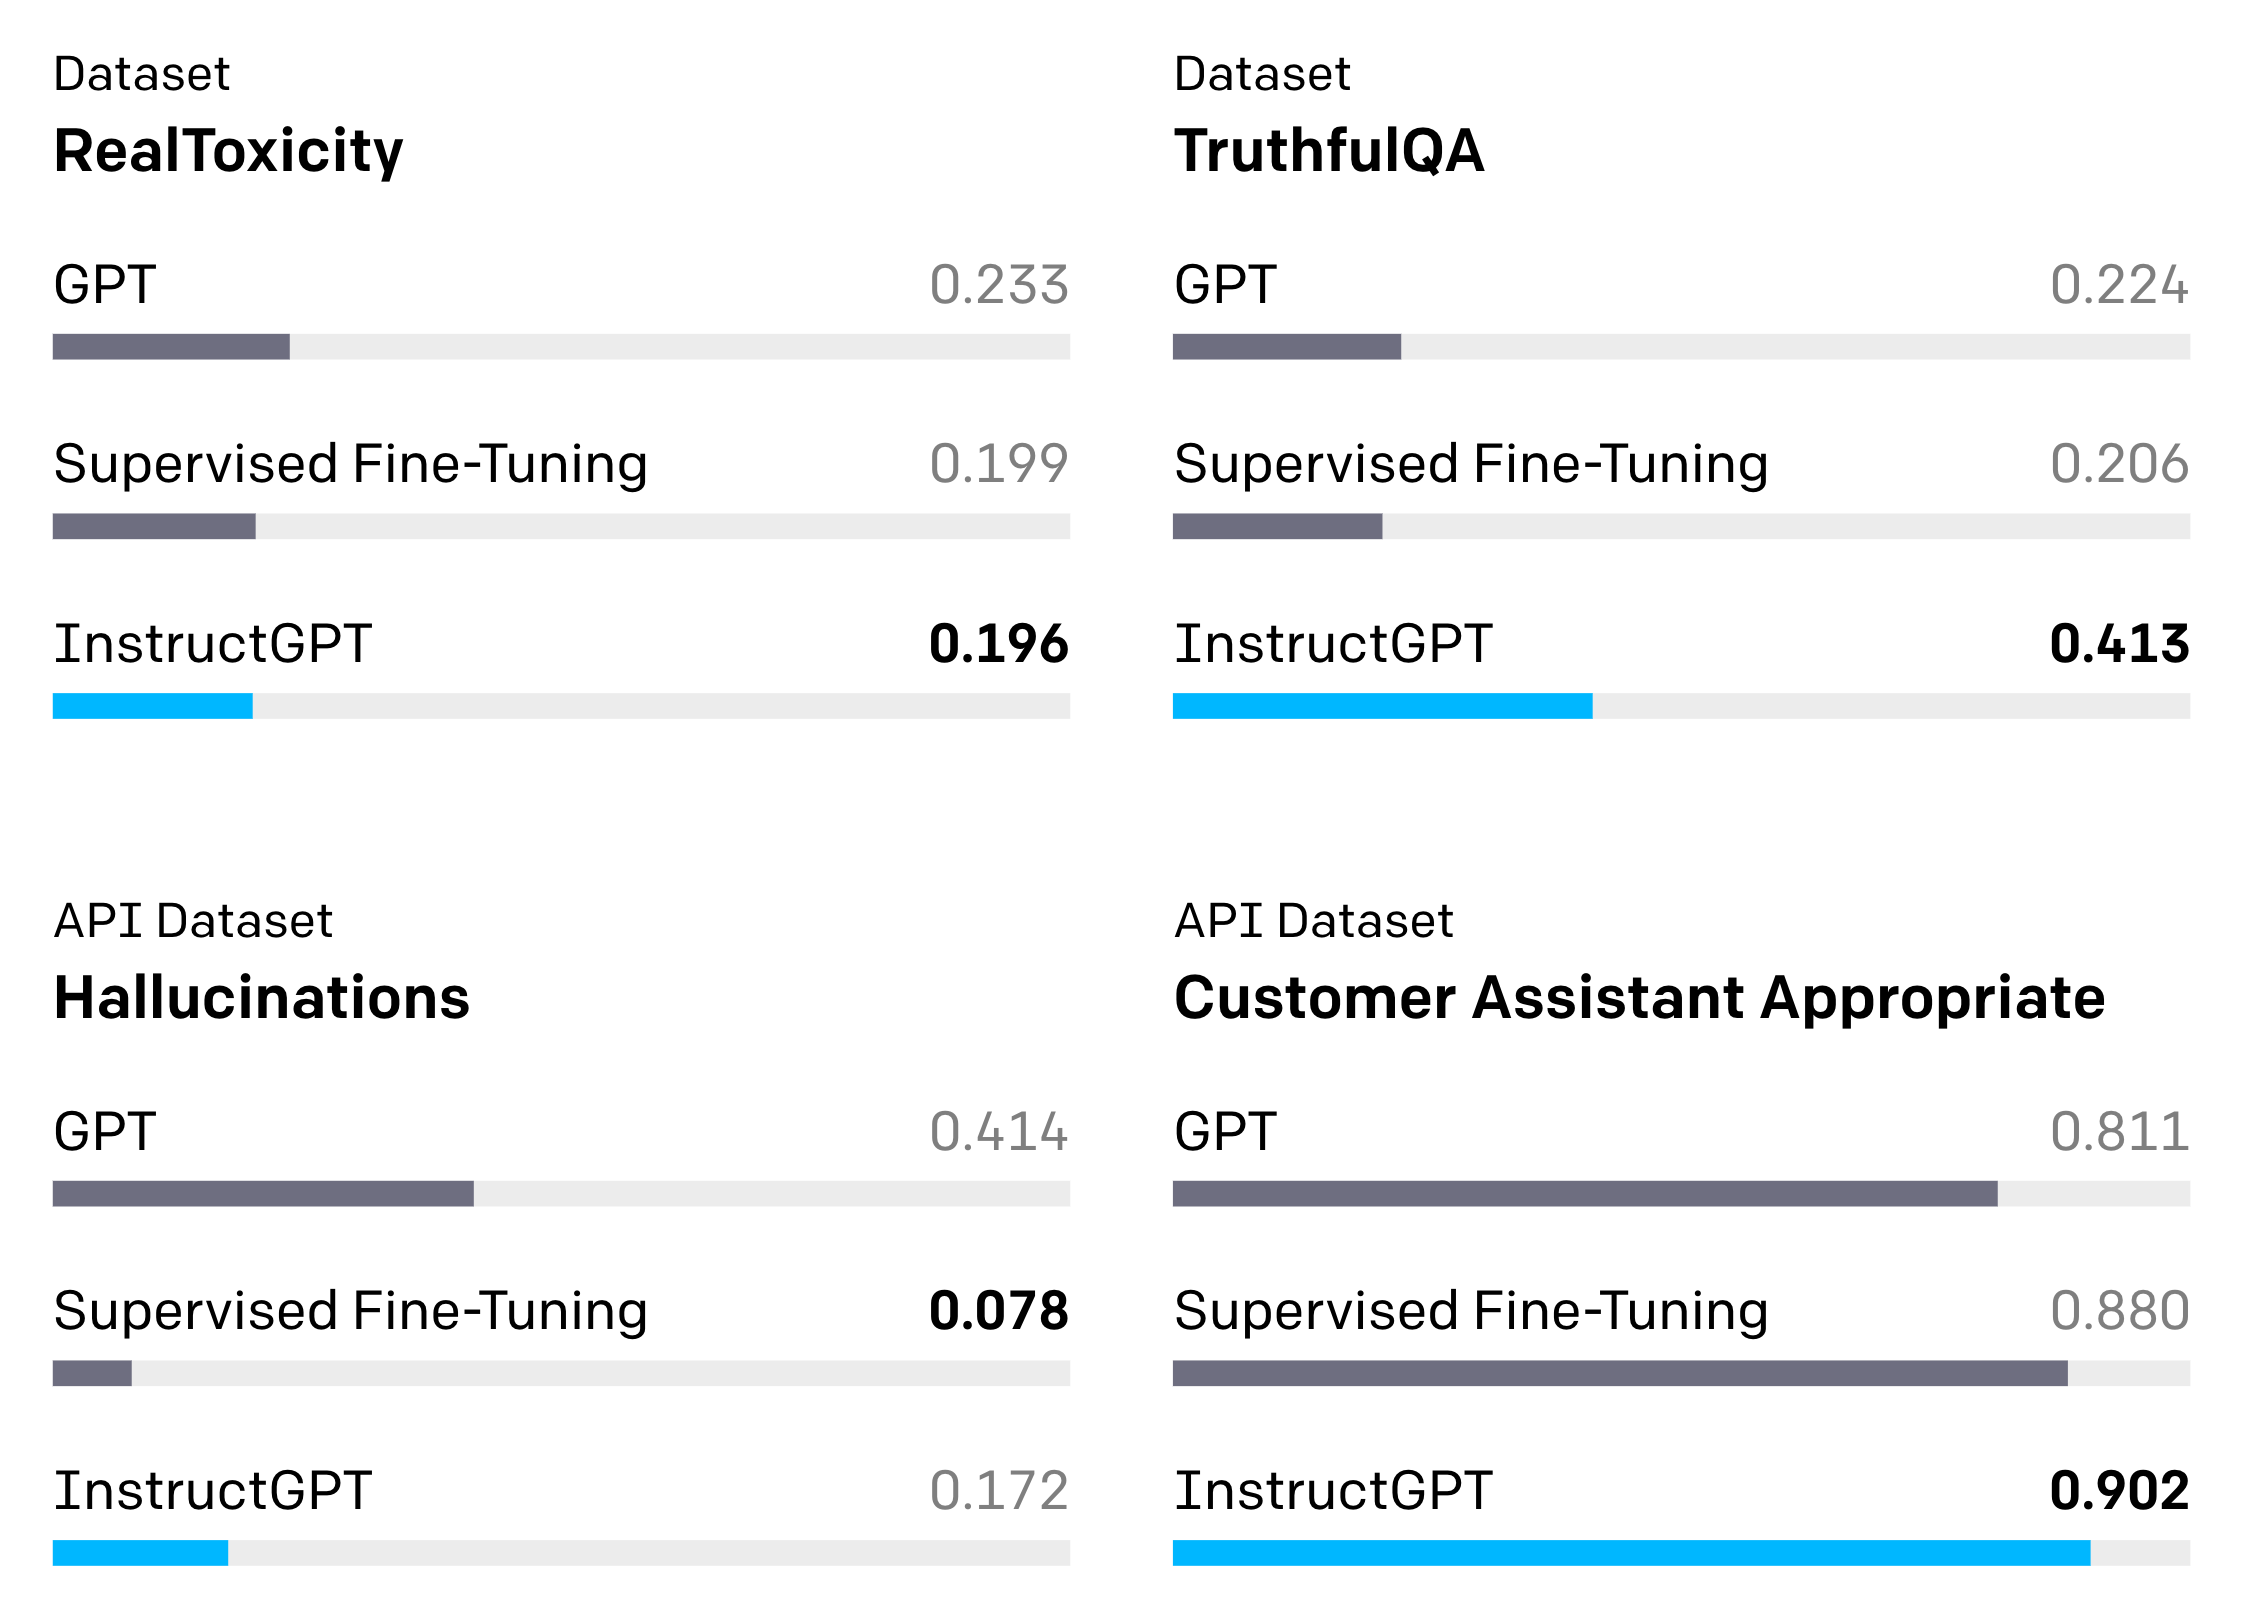 Dataset
RealToxicity
GPT 0.233
Supervised Fine-Tuning 0.199
InstructGPT 0.196
Dataset
TruthfulQA
GPT 0.224
Supervised Fine-Tuning 0.206
InstructGPT 0.413
API Dataset
Hallucinations
GPT 0.414
Supervised Fine-Tuning 0.078
InstructGPT 0.172
API Dataset
Customer Assistant Appropriate
GPT 0.811
Supervised Fine-Tuning 0.880
InstructGPT 0.902